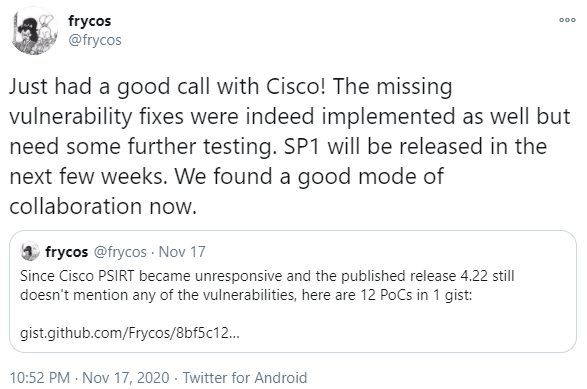 frycos
@frycos
Just had a good call with Cisco! The missing
vulnerability fixes were indeed implemented as well but
need some further testing. SP1 will be released in the
next few weeks. We found a good mode of
collaboration now.
frycos @frycos · Nov 17
Since Cisco PSIRT became unresponsive and the published release 4.22 still
doesn't mention any of the vulnerabilities, here are 12 PoCs in 1 gist:
gist.github.com/Frycos/8bf5c12...
10:52 PM · Nov 17, 2020 · Twitter for Android